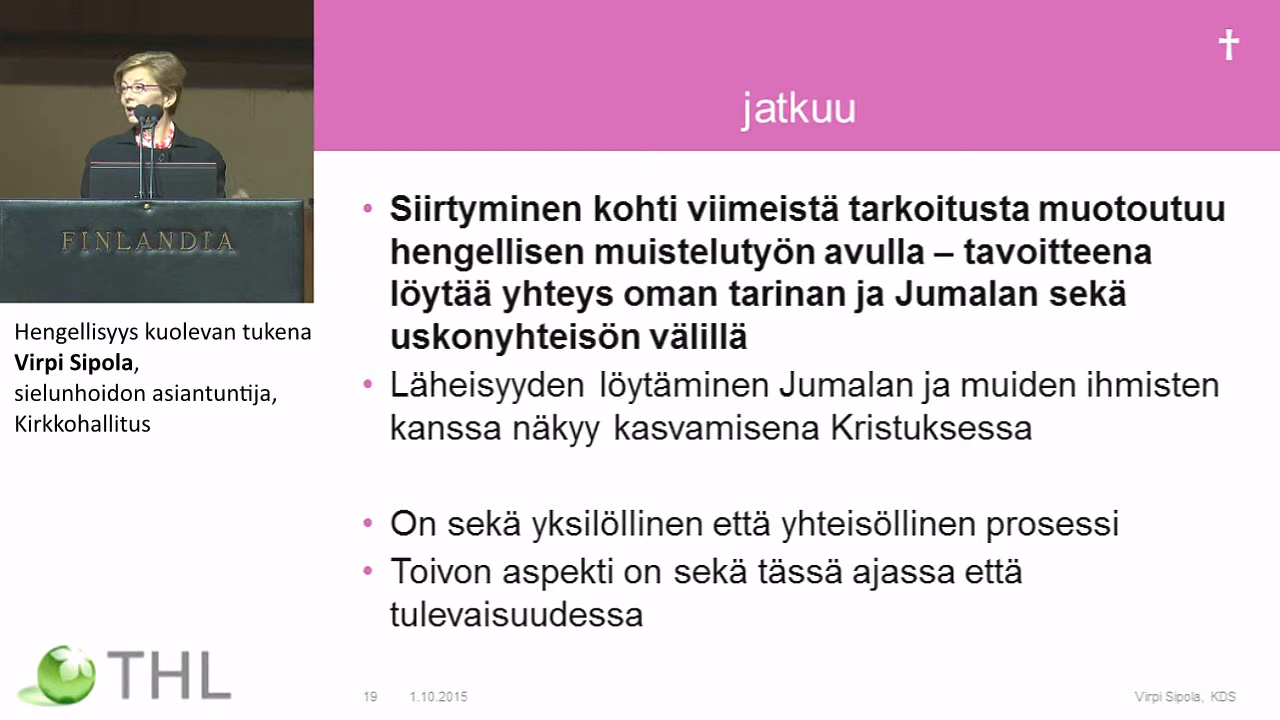 FINLANDIA
Hengellisyys kuolevan tukena
Virpi Sipola,
sielunhoidon asiantuntija,
Kirkkohallitus
THL
jatkuu
• Siirtyminen kohti viimeistä tarkoitusta muotoutuu
hengellisen muistelutyön avulla – tavoitteena
löytää yhteys oman tarinan ja Jumalan sekä
uskonyhteisön välillä
• Läheisyyden löytäminen Jumalan ja muiden ihmisten
kanssa näkyy kasvamisena Kristuksessa
• On sekä yksilöllinen että yhteisöllinen prosessi
• Toivon aspekti on sekä tässä ajassa että
tulevaisuudessa
19 1.10.2015 Virpi Sipola, KDS